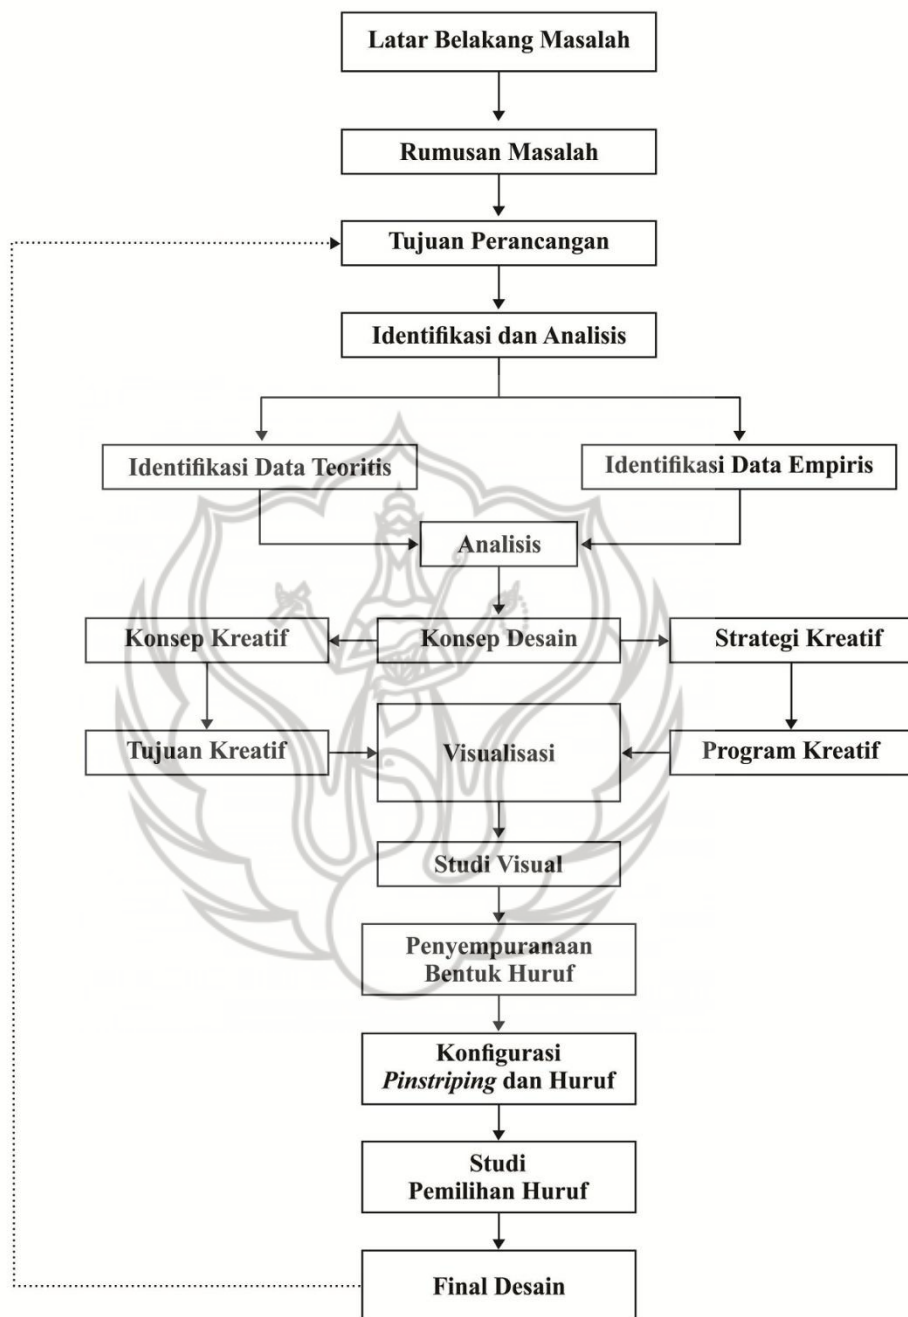 Latar Belakang Masalah
Rumusan Masalah
Tujuan Perancangan
Identifikasi dan Analisis
Identifikasi Data Teoritis
Identifikasi Data Empiris
Analisis
Konsep Kreatif
Konsep Desain
Strategi Kreatif
Tujuan Kreatif
Visualisasi
Program Kreatif
Studi Visual
Penyempuranaan
Bentuk Huruf
Konfigurasi
Pinstriping dan Huruf
Studi
Pemilihan Huruf
Final Desain